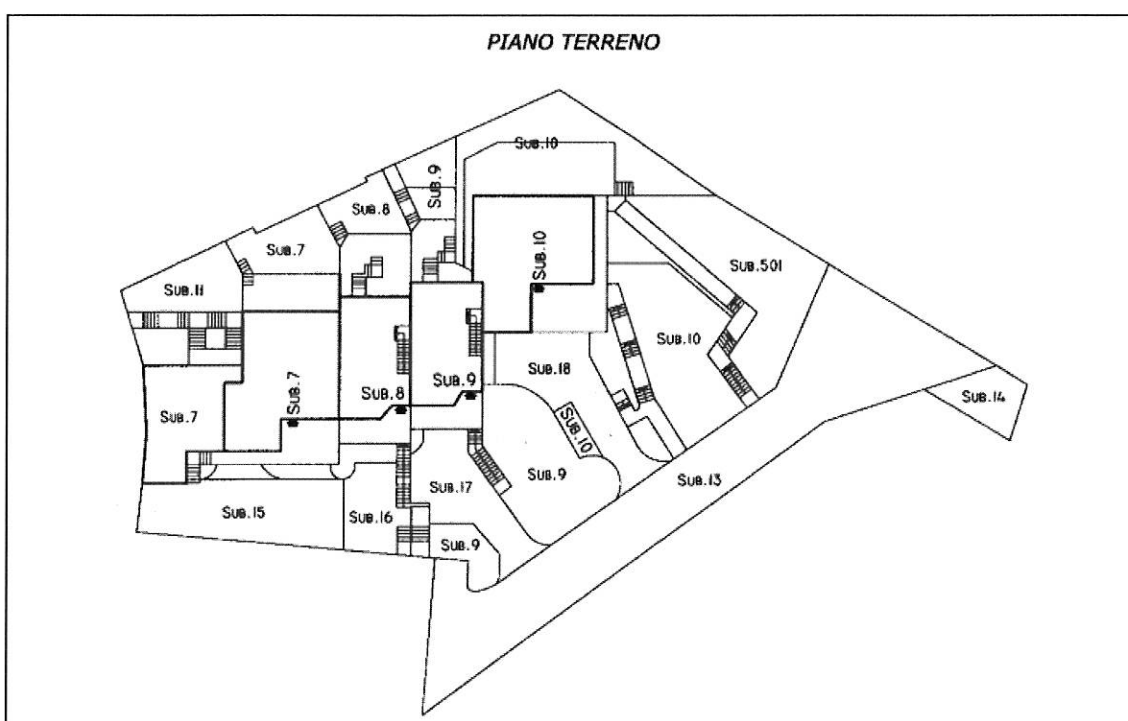 PIANO TERRENO
SUB.10
SUB.9
SUB.8
SUB.7
SUB.11
SUB.10
SUB.501
SUB.10
SUB.18
SUB.7
SUB.8
SUB.9
SUB.7
SUB.14
SUB.10
SUB.9
SUB.13
SUB.17
SUB.15
SUB.16
SUB.9